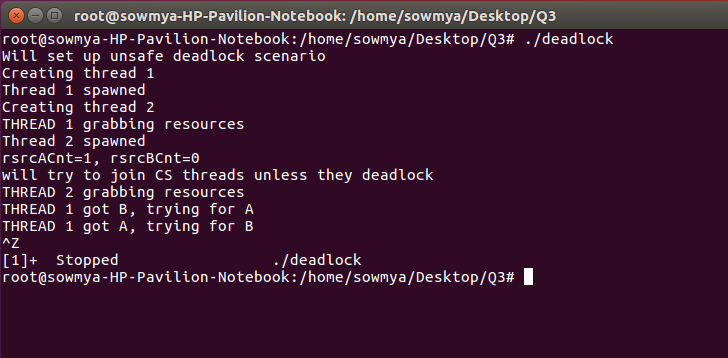 root@sowmya-HP-Pavilion-Notebook: /home/sowmya/Desktop/Q3
root@sowmya-HP-Pavilion-Notebook:/home/sowmya/Desktop/Q3# ./deadlock
Will set up unsafe deadlock scenario
Creating thread 1
Thread 1 spawned
Creating thread 2
THREAD 1 grabbing resources
Thread 2 spawned
rsrcACnt=1, rsrcBCnt=0
will try to join CS threads unless they deadlock
THREAD 2 grabbing resources
THREAD 1 got B, trying for A
THREAD 1 got A, trying for B
^Z
[1]+  Stopped                 ./deadlock
root@sowmya-HP-Pavilion-Notebook:/home/sowmya/Desktop/Q3#